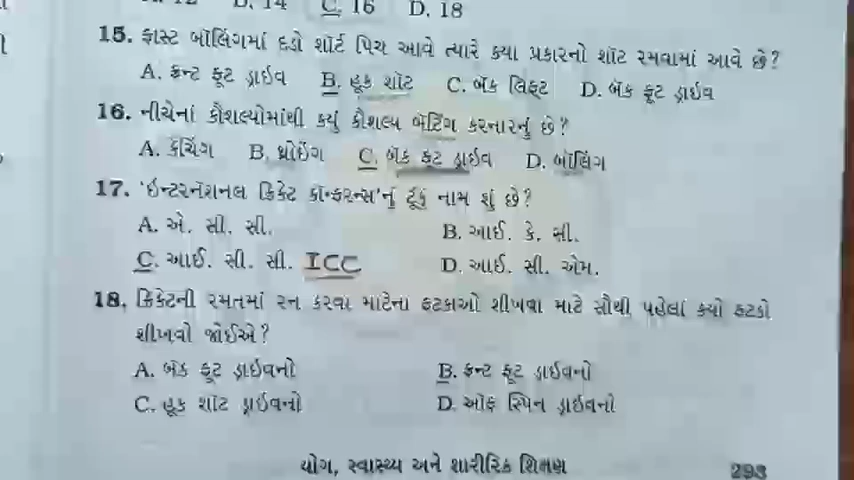 D. 14 C. 16 D. 18
15. ફાસ્ટ બૉલિંગમાં દડો શૉર્ટ પિચ આવે ત્યારે કયા પ્રકારનો શૉટ રમવામાં આવે છે?
A. ફ્રન્ટ ફૂટ ડ્રાઇવ B. હૂક શૉટ C. બૅક લિફ્ટ D. બૅક ફૂટ ડ્રાઇવ
16. નીચેનાં કૌશલ્યોમાંથી કયું કૌશલ્ય બૅટિંગ કરનારનું છે?
A. કૅચિંગ B. થ્રોઇંગ C. બૅક ફૂટ ડ્રાઇવ D. બૉલિંગ
17. 'ઇન્ટરનૅશનલ ક્રિકેટ કૉન્ફરન્સ'નું ટૂંકું નામ શું છે?
A. એ. સી. સી. B. આઈ. કે. સી.
C. આઈ. સી. સી. ICC D. આઈ. સી. એમ.
18. ક્રિકેટની રમતમાં રન કરવા માટેના ફટકાઓ શીખવા માટે સૌથી પહેલાં કયો ફટકો
શીખવો જોઈએ?
A. બૅક ફૂટ ડ્રાઇવનો B. ફ્રન્ટ ફૂટ ડ્રાઇવનો
C. હૂક શૉટ ડ્રાઇવનો D. ઑફ સ્પિન ડ્રાઇવનો
યોગ, સ્વાસ્થ્ય અને શારીરિક શિક્ષણ 293